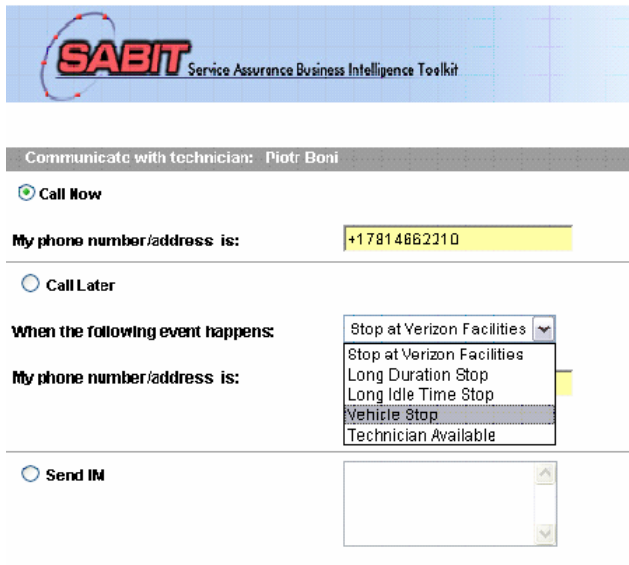 SABIT Service Assurance Business Intelligence Toolkit
Communicate with technician: Piotr Boni
Call Now
My phone number/address is: +17814662210
Call Later
When the following event happens: Stop at Verizon Facilities
Stop at Verizon Facilities
My phone number/address is:
Long Duration Stop
Long Idle Time Stop
Vehicle Stop
Technician Available
Send IM